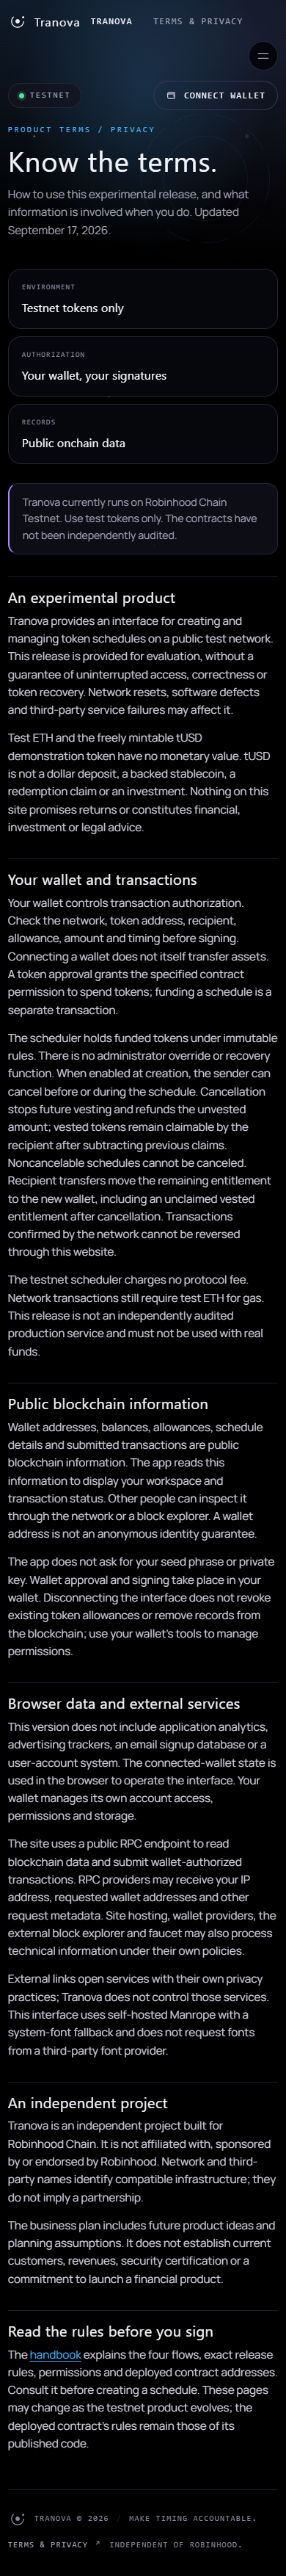 Tranova TRANOVA TERMS & PRIVACY
TESTNET CONNECT WALLET
PRODUCT TERMS / PRIVACY
Know the terms.
How to use this experimental release, and what
information is involved when you do. Updated
September 17, 2026.
ENVIRONMENT
Testnet tokens only
AUTHORIZATION
Your wallet, your signatures
RECORDS
Public onchain data
Tranova currently runs on Robinhood Chain
Testnet. Use test tokens only. The contracts have
not been independently audited.
An experimental product
Tranova provides an interface for creating and
managing token schedules on a public test network.
This release is provided for evaluation, without a
guarantee of uninterrupted access, correctness or
token recovery. Network resets, software defects
and third-party service failures may affect it.
Test ETH and the freely mintable tUSD
demonstration token have no monetary value. tUSD
is not a dollar deposit, a backed stablecoin, a
redemption claim or an investment. Nothing on this
site promises returns or constitutes financial,
investment or legal advice.
Your wallet and transactions
Your wallet controls transaction authorization.
Check the network, token address, recipient,
allowance, amount and timing before signing.
Connecting a wallet does not itself transfer assets.
A token approval grants the specified contract
permission to spend tokens; funding a schedule is a
separate transaction.
The scheduler holds funded tokens under immutable
rules. There is no administrator override or recovery
function. When enabled at creation, the sender can
cancel before or during the schedule. Cancellation
stops future vesting and refunds the unvested
amount; vested tokens remain claimable by the
recipient after subtracting previous claims.
Noncancelable schedules cannot be canceled.
Recipient transfers move the remaining entitlement
to the new wallet, including an unclaimed vested
entitlement after cancellation. Transactions
confirmed by the network cannot be reversed
through this website.
The testnet scheduler charges no protocol fee.
Network transactions still require test ETH for gas.
This release is not an independently audited
production service and must not be used with real
funds.
Public blockchain information
Wallet addresses, balances, allowances, schedule
details and submitted transactions are public
blockchain information. The app reads this
information to display your workspace and
transaction status. Other people can inspect it
through the network or a block explorer. A wallet
address is not an anonymous identity guarantee.
The app does not ask for your seed phrase or private
key. Wallet approval and signing take place in your
wallet. Disconnecting the interface does not revoke
existing token allowances or remove records from
the blockchain; use your wallet's tools to manage
permissions.
Browser data and external services
This version does not include application analytics,
advertising trackers, an email signup database or a
user-account system. The connected-wallet state is
used in the browser to operate the interface. Your
wallet manages its own account access,
permissions and storage.
The site uses a public RPC endpoint to read
blockchain data and submit wallet-authorized
transactions. RPC providers may receive your IP
address, requested wallet addresses and other
request metadata. Site hosting, wallet providers, the
external block explorer and faucet may also process
technical information under their own policies.
External links open services with their own privacy
practices; Tranova does not control those services.
This interface uses self-hosted Manrope with a
system-font fallback and does not request fonts
from a third-party font provider.
An independent project
Tranova is an independent project built for
Robinhood Chain. It is not affiliated with, sponsored
by or endorsed by Robinhood. Network and third-
party names identify compatible infrastructure; they
do not imply a partnership.
The business plan includes future product ideas and
planning assumptions. It does not establish current
customers, revenues, security certification or a
commitment to launch a financial product.
Read the rules before you sign
The handbook explains the four flows, exact release
rules, permissions and deployed contract addresses.
Consult it before creating a schedule. These pages
may change as the testnet product evolves; the
deployed contract's rules remain those of its
published code.
TRANOVA © 2026 / MAKE TIMING ACCOUNTABLE.
TERMS & PRIVACY ↗ INDEPENDENT OF ROBINHOOD.